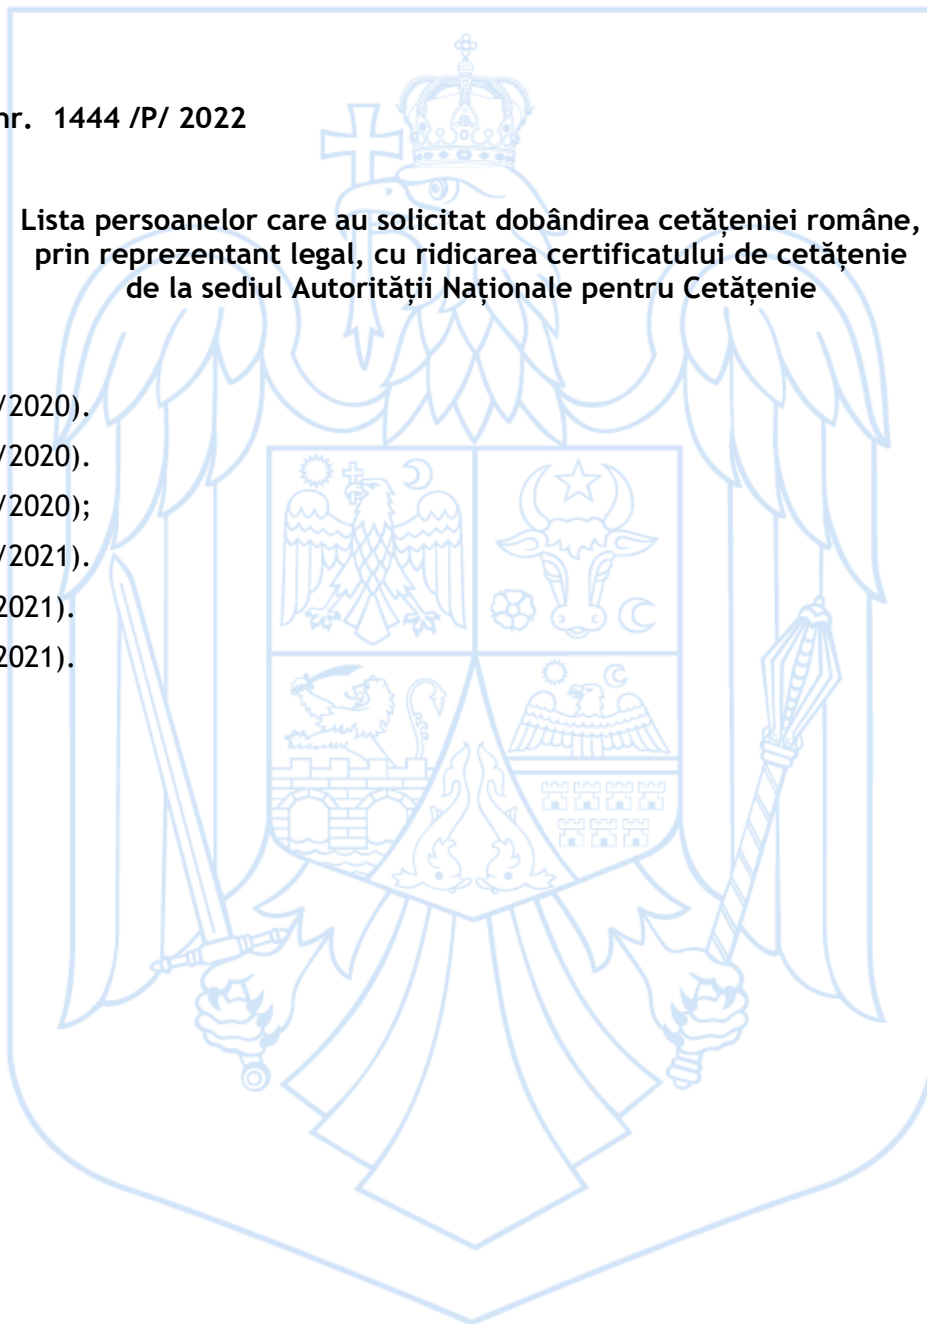 nr. 1444 /P/ 2022
Lista persoanelor care au solicitat dobândirea cetățeniei române,
prin reprezentant legal, cu ridicarea certificatului de cetățenie
de la sediul Autorității Naționale pentru Cetățenie
/2020).
/2020).
/2020);
/2021).
2021).
2021).